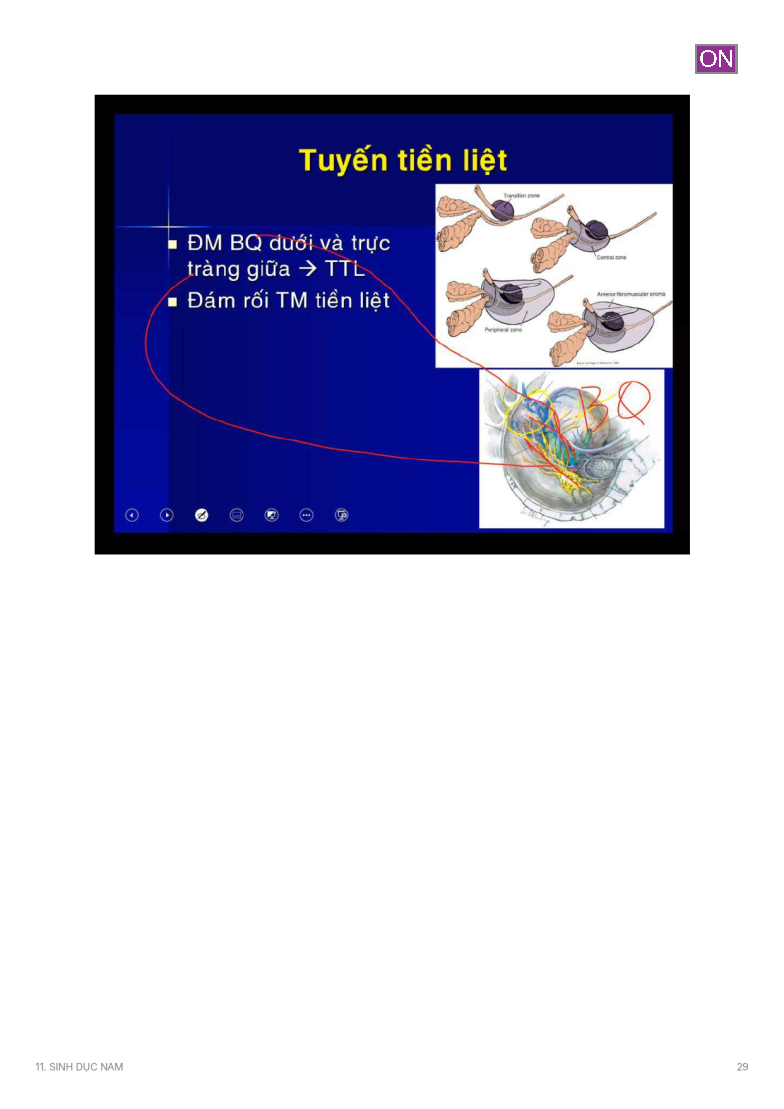 ON
Tuyến tiền liệt
ĐM BQ dưới và trực
tràng giữa → TTL
Đám rối TM tiền liệt
Transition zone
Central zone
Anterior fibromuscular stroma
Peripheral zone
BQ
11. SINH DỤC NAM
29